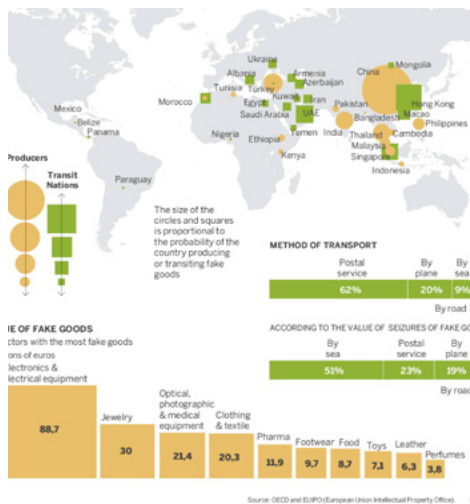 Ukraine
Mongolia
Albania
Armenia
China
Turkey
Azerbaijan
Tunisia
Kuwait
Iran
Pakistan
Hong Kong
Morocco
Egypt
Bangladesh
Macao
Mexico
Saudi Arabia
UAE
Philippines
Belize
Thailand
Panama
Nigeria
Ethiopia
Yemen
India
Cambodia
Malaysia
Kenya
Singapore
Paraguay
Indonesia
Producers
Transit
Nations
The size of the
circles and squares
is proportional to
the probability of the
country producing
or transiting fake
goods
METHOD OF TRANSPORT
Postal
service
By
plane
By
sea
62%
20%
9%
By road
UE OF FAKE GOODS
ctors with the most fake goods
ons of euros
ACCORDING TO THE VALUE OF SEIZURES OF FAKE GO
By
sea
Postal
service
By
plane
51%
23%
19%
By road
lectronics &
lectrical equipment
88,7
Jewelry
30
Optical,
photographic
& medical
equipment
21,4
Clothing
& textile
20,3
Pharma
11,9
Footwear
9,7
Food
8,7
Toys
7,1
Leather
6,3
Perfumes
3,8
Source: OECD and EUIPO (European Union Intellectual Property Office).